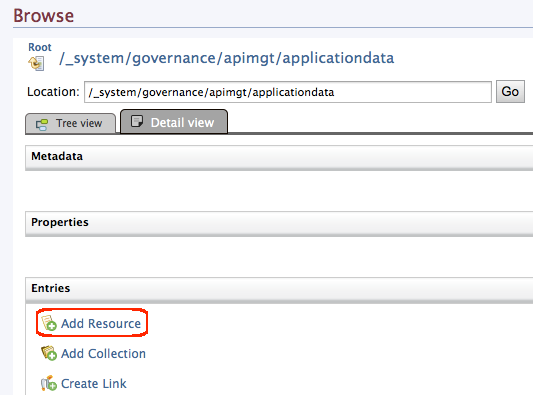 Browse
Root
/_system/governance/apimgt/applicationdata
Location: /_system/governance/apimgt/applicationdata Go
Tree view Detail view
Metadata
Properties
Entries
Add Resource
Add Collection
Create Link